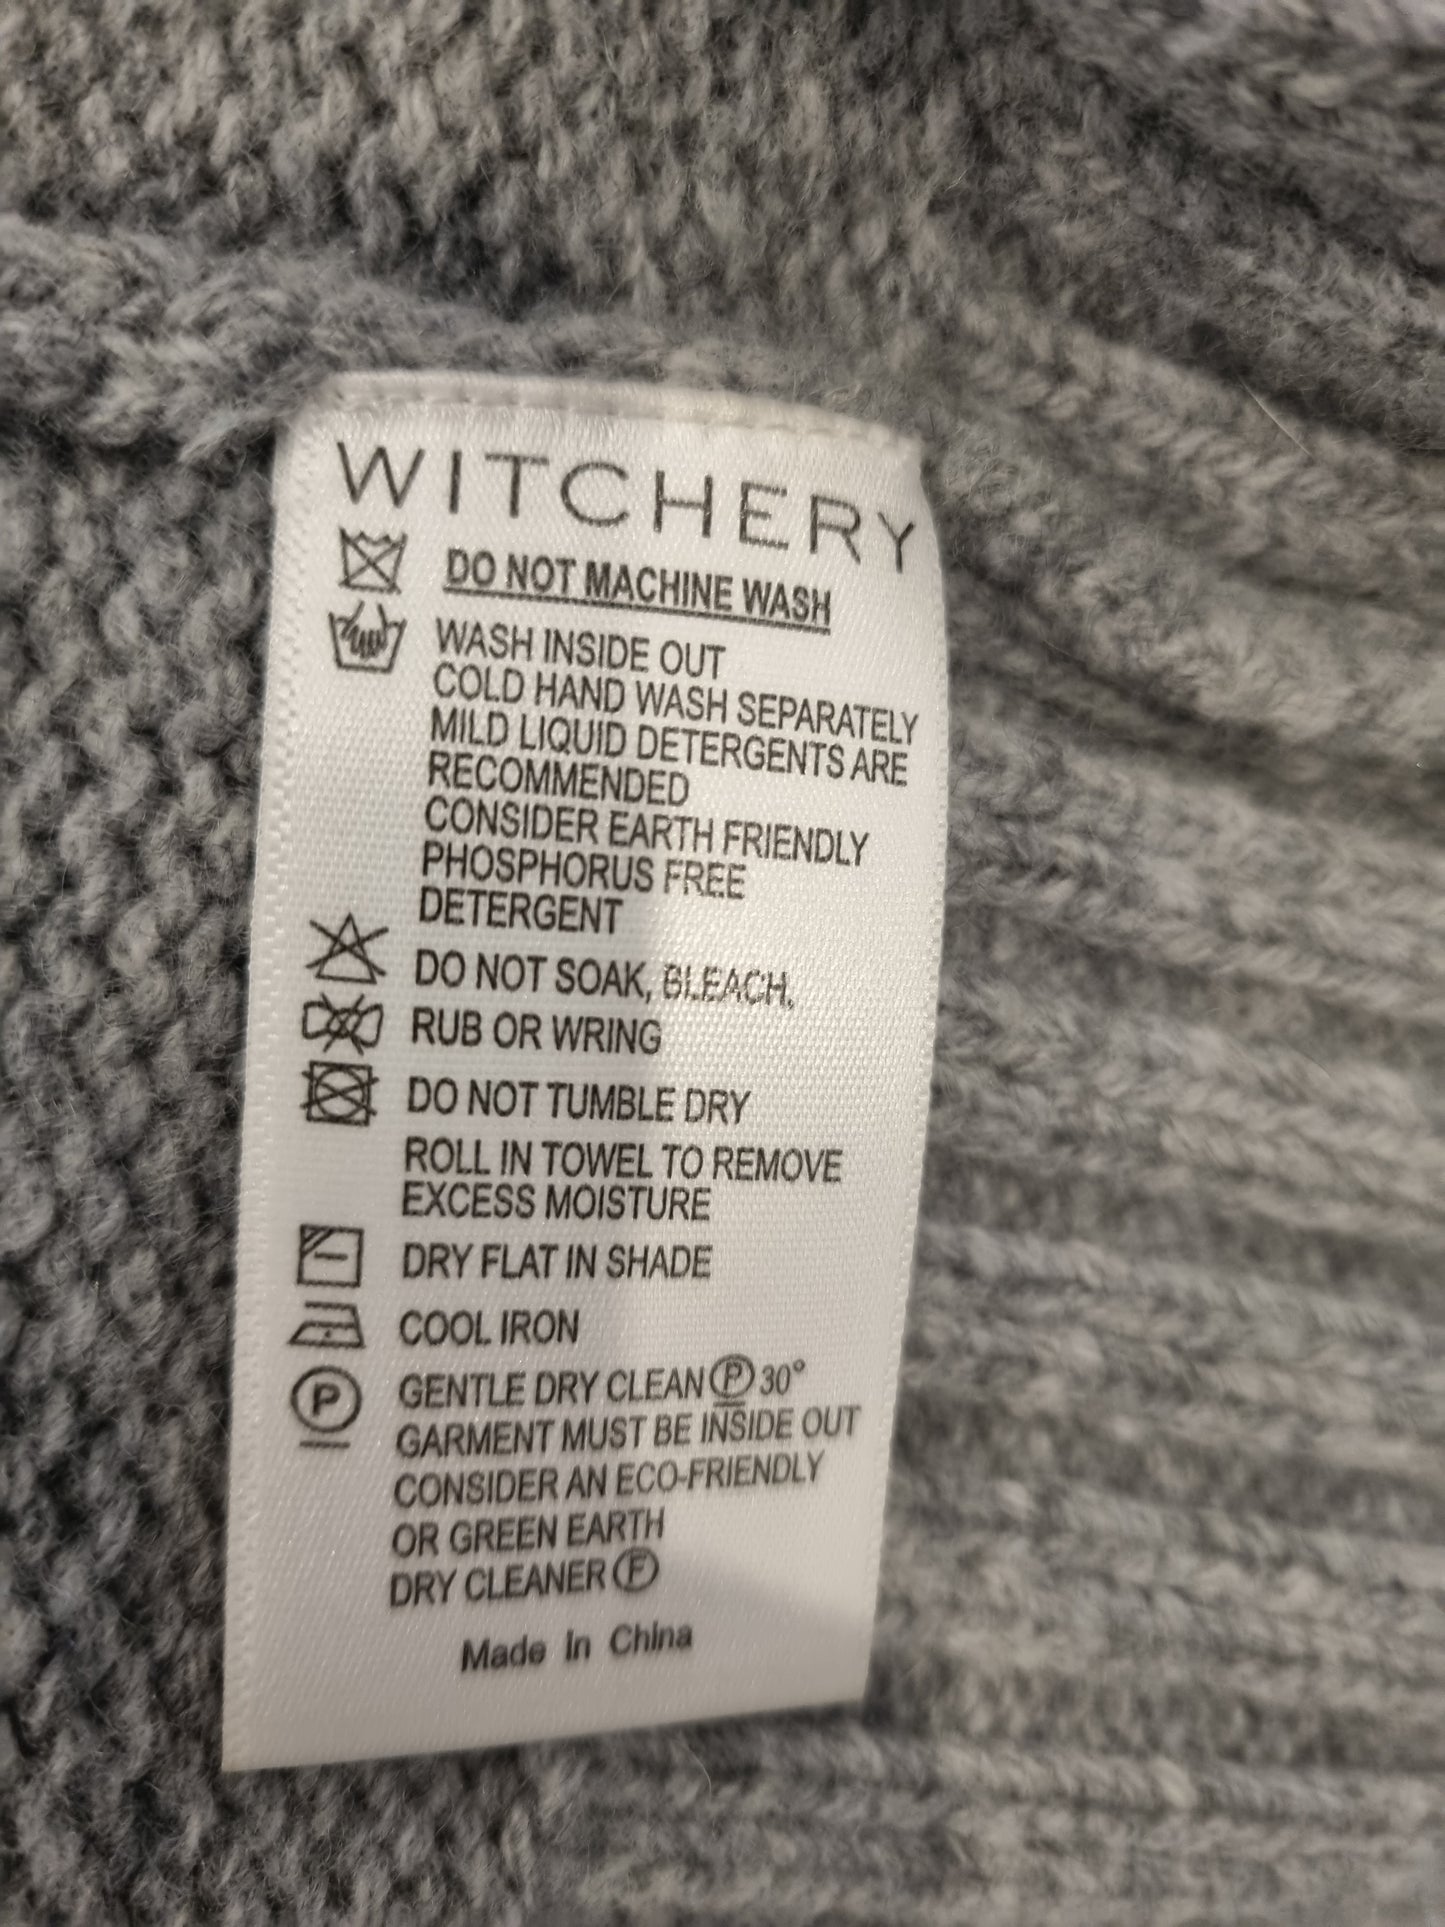 WITCHERY
DO NOT MACHINE WASH
WASH INSIDE OUT
COLD HAND WASH SEPARATELY
MILD LIQUID DETERGENTS ARE
RECOMMENDED
CONSIDER EARTH FRIENDLY
PHOSPHORUS FREE
DETERGENT
DO NOT SOAK, BLEACH,
RUB OR WRING
DO NOT TUMBLE DRY
ROLL IN TOWEL TO REMOVE
EXCESS MOISTURE
DRY FLAT IN SHADE
COOL IRON
P GENTLE DRY CLEAN Ⓟ 30°
GARMENT MUST BE INSIDE OUT
CONSIDER AN ECO-FRIENDLY
OR GREEN EARTH
DRY CLEANER Ⓕ
Made In China